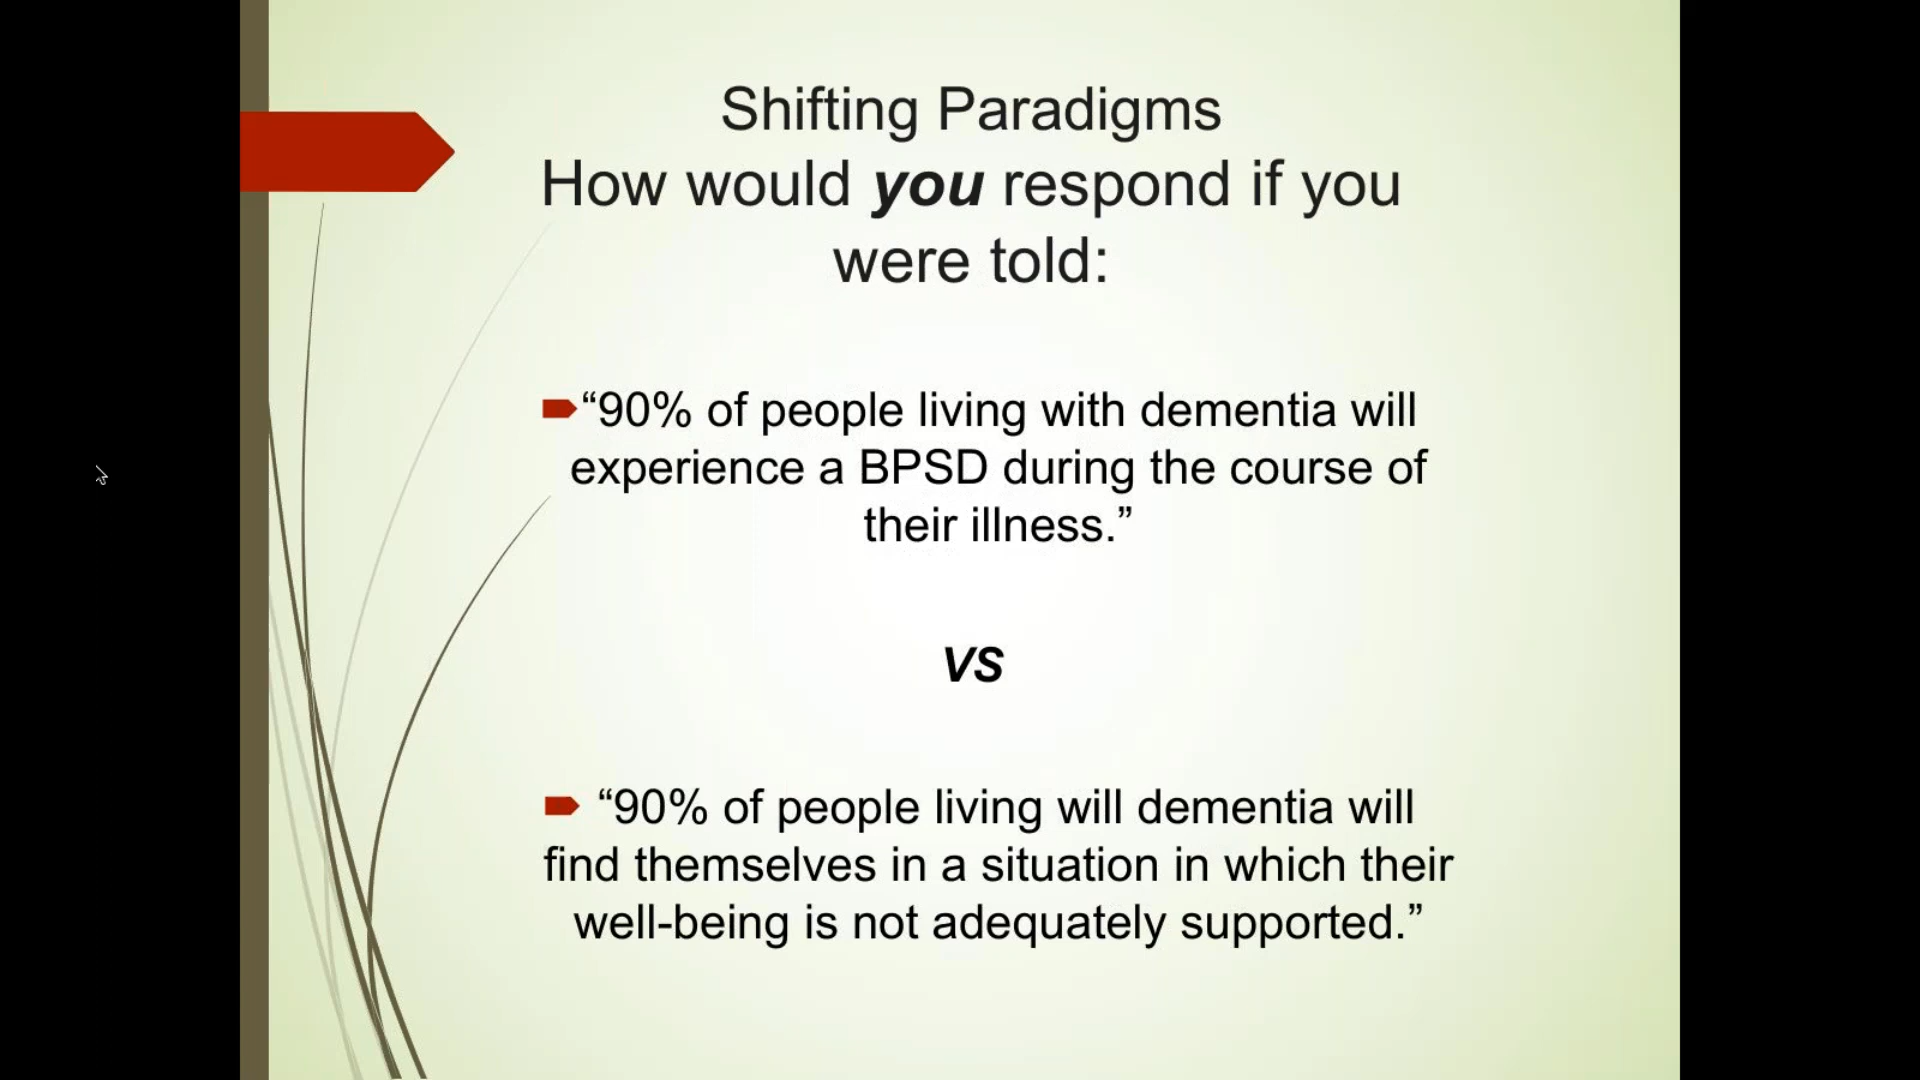 Shifting Paradigms
How would you respond if you
were told:
“90% of people living with dementia will
experience a BPSD during the course of
their illness.”
VS
“90% of people living will dementia will
find themselves in a situation in which their
well-being is not adequately supported.”